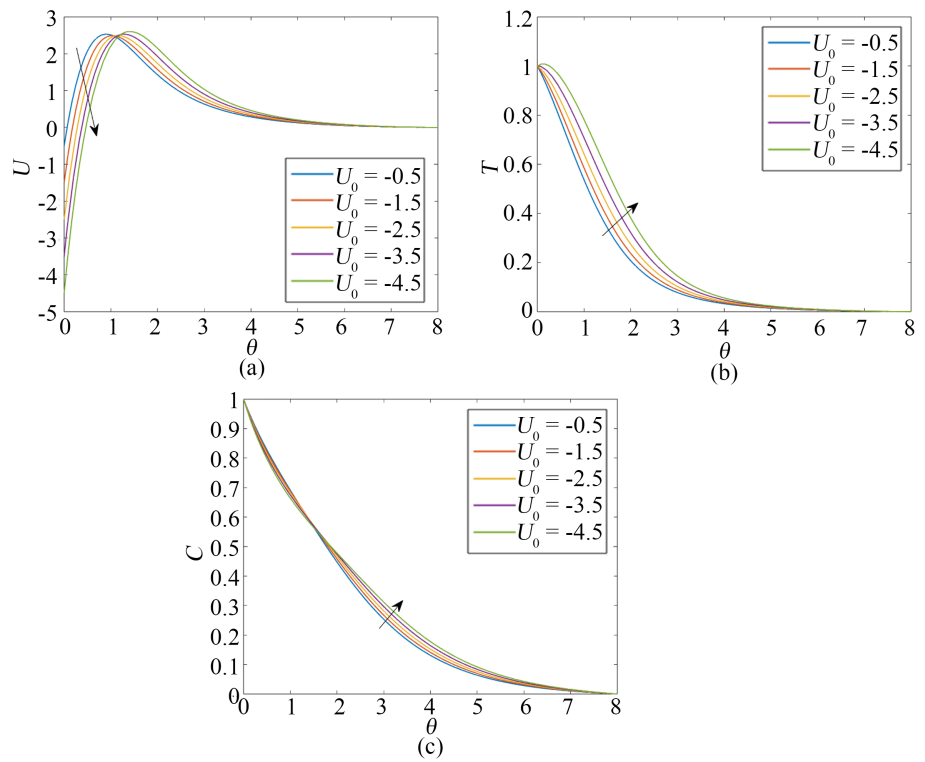 3
2
1
0
-1
-2
-3
-4
-5
U
U₀ = -0.5
U₀ = -1.5
U₀ = -2.5
U₀ = -3.5
U₀ = -4.5
0 1 2 3 4 5 6 7 8
θ
(a)
1.2
1
0.8
0.6
0.4
0.2
0
T
U₀ = -0.5
U₀ = -1.5
U₀ = -2.5
U₀ = -3.5
U₀ = -4.5
0 1 2 3 4 5 6 7 8
θ
(b)
1
0.9
0.8
0.7
0.6
0.5
0.4
0.3
0.2
0.1
0
C
U₀ = -0.5
U₀ = -1.5
U₀ = -2.5
U₀ = -3.5
U₀ = -4.5
0 1 2 3 4 5 6 7 8
θ
(c)